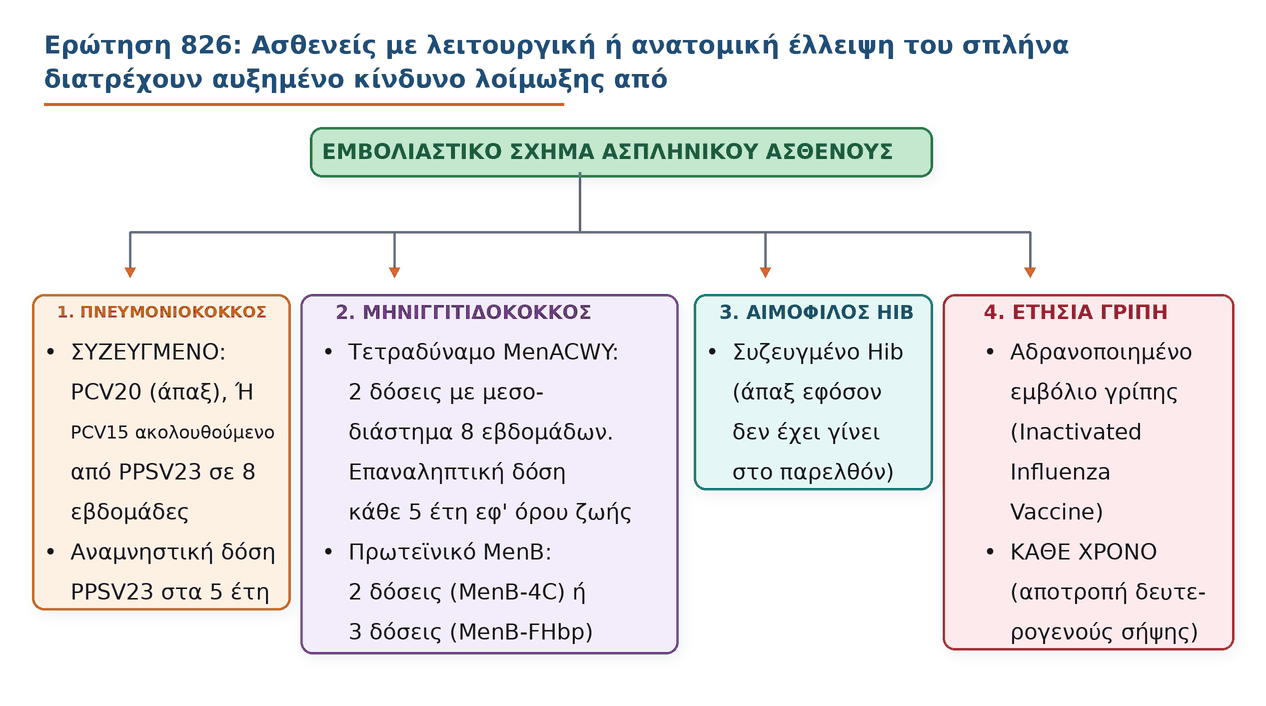 Ερώτηση 826: Ασθενείς με λειτουργική ή ανατομική έλλειψη του σπλήνα
διατρέχουν αυξημένο κίνδυνο λοίμωξης από
ΕΜΒΟΛΙΑΣΤΙΚΟ ΣΧΗΜΑ ΑΣΠΛΗΝΙΚΟΥ ΑΣΘΕΝΟΥΣ
1. ΠΝΕΥΜΟΝΙΟΚΟΚΚΟΣ
• ΣΥΖΕΥΓΜΕΝΟ:
PCV20 (άπαξ), Ή
PCV15 ακολουθούμενο
από PPSV23 σε 8
εβδομάδες
• Αναμνηστική δόση
PPSV23 στα 5 έτη
2. ΜΗΝΙΓΓΙΤΙΔΟΚΟΚΚΟΣ
• Τετραδύναμο MenACWY:
2 δόσεις με μεσο-
διάστημα 8 εβδομάδων.
Επαναληπτική δόση
κάθε 5 έτη εφ' όρου ζωής
• Πρωτεϊνικό MenB:
2 δόσεις (MenB-4C) ή
3 δόσεις (MenB-FHbp)
3. ΑΙΜΟΦΙΛΟΣ HIB
• Συζευγμένο Hib
(άπαξ εφόσον
δεν έχει γίνει
στο παρελθόν)
4. ΕΤΗΣΙΑ ΓΡΙΠΗ
• Αδρανοποιημένο
εμβόλιο γρίπης
(Inactivated
Influenza
Vaccine)
• ΚΑΘΕ ΧΡΟΝΟ
(αποτροπή δευτε-
ρογενούς σήψης)